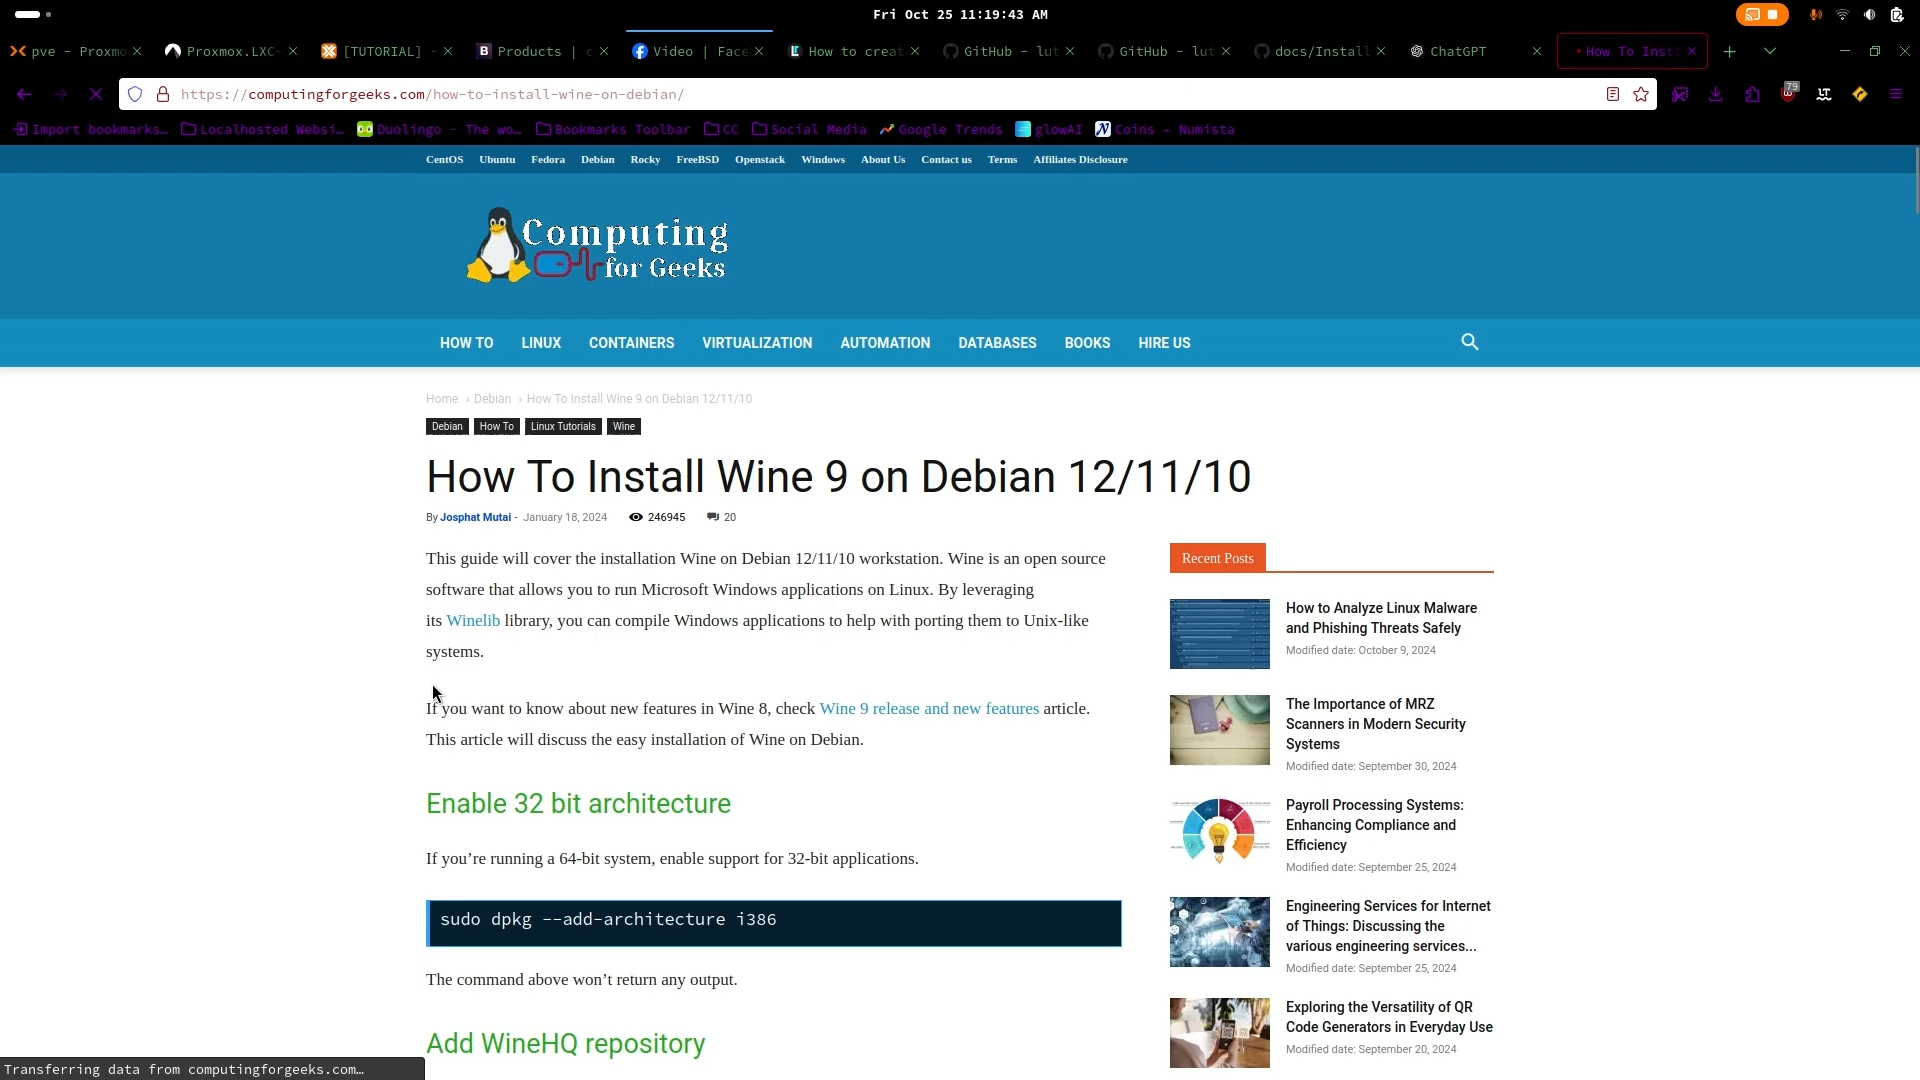 Fri Oct 25 11:19:43 AM
pve - Proxmo
Proxmox.LXC-
[TUTORIAL] -
Products | c
Video | Face
How to creat
GitHub - lut
GitHub - lut
docs/Install
ChatGPT
How To Insta
https://computingforgeeks.com/how-to-install-wine-on-debian/
79
Import bookmarks…
Localhosted Websi…
Duolingo - The wo…
Bookmarks Toolbar
CC
Social Media
Google Trends
glowAI
Coins - Numista
CentOS Ubuntu Fedora Debian Rocky FreeBSD Openstack Windows About Us Contact us Terms Affiliates Disclosure
Computing
for Geeks
HOW TO LINUX CONTAINERS VIRTUALIZATION AUTOMATION DATABASES BOOKS HIRE US
Home › Debian › How To Install Wine 9 on Debian 12/11/10
Debian How To Linux Tutorials Wine
How To Install Wine 9 on Debian 12/11/10
By Josphat Mutai - January 18, 2024 246945 20
This guide will cover the installation Wine on Debian 12/11/10 workstation. Wine is an open source
software that allows you to run Microsoft Windows applications on Linux. By leveraging
its Winelib library, you can compile Windows applications to help with porting them to Unix-like
systems.
If you want to know about new features in Wine 8, check Wine 9 release and new features article.
This article will discuss the easy installation of Wine on Debian.
Enable 32 bit architecture
If you’re running a 64-bit system, enable support for 32-bit applications.
sudo dpkg --add-architecture i386
The command above won’t return any output.
Add WineHQ repository
Recent Posts
How to Analyze Linux Malware
and Phishing Threats Safely
Modified date: October 9, 2024
The Importance of MRZ
Scanners in Modern Security
Systems
Modified date: September 30, 2024
Payroll Processing Systems:
Enhancing Compliance and
Efficiency
Modified date: September 25, 2024
Engineering Services for Internet
of Things: Discussing the
various engineering services...
Modified date: September 25, 2024
Exploring the Versatility of QR
Code Generators in Everyday Use
Modified date: September 20, 2024
Transferring data from computingforgeeks.com…